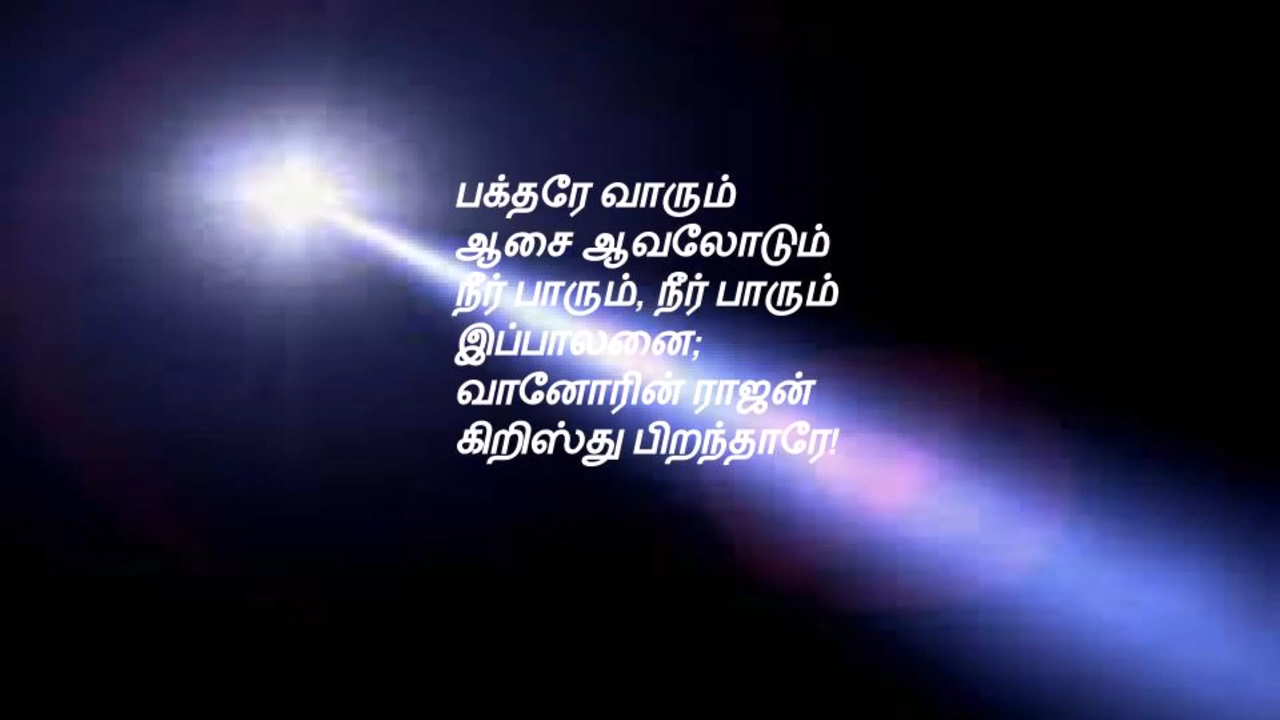 பக்தரே வாரும்
ஆசை ஆவலோடும்
நீர் பாரும், நீர் பாரும்
இப்பாலனை;
வானோரின் ராஜன்
கிறிஸ்து பிறந்தாரே!